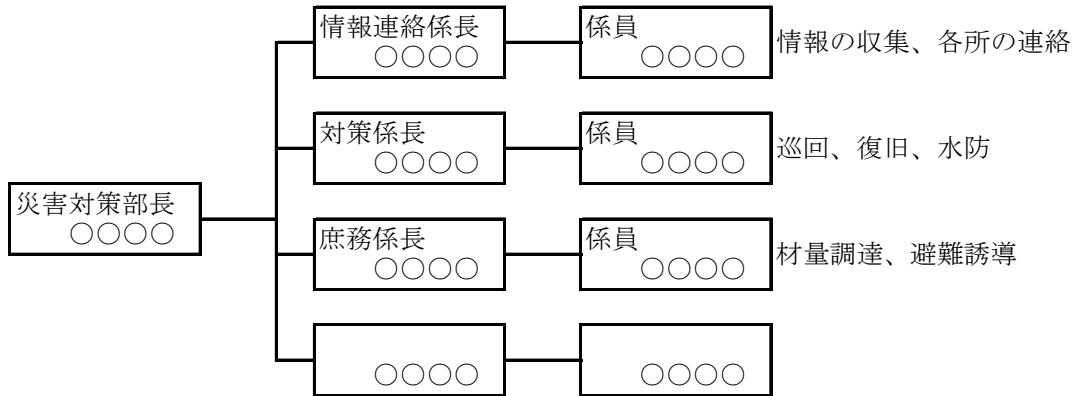 情報連絡係長
○○○○
係員
○○○○
情報の収集、各所の連絡
対策係長
○○○○
係員
○○○○
巡回、復旧、水防
災害対策部長
○○○○
庶務係長
○○○○
係員
○○○○
材量調達、避難誘導
○○○○
○○○○